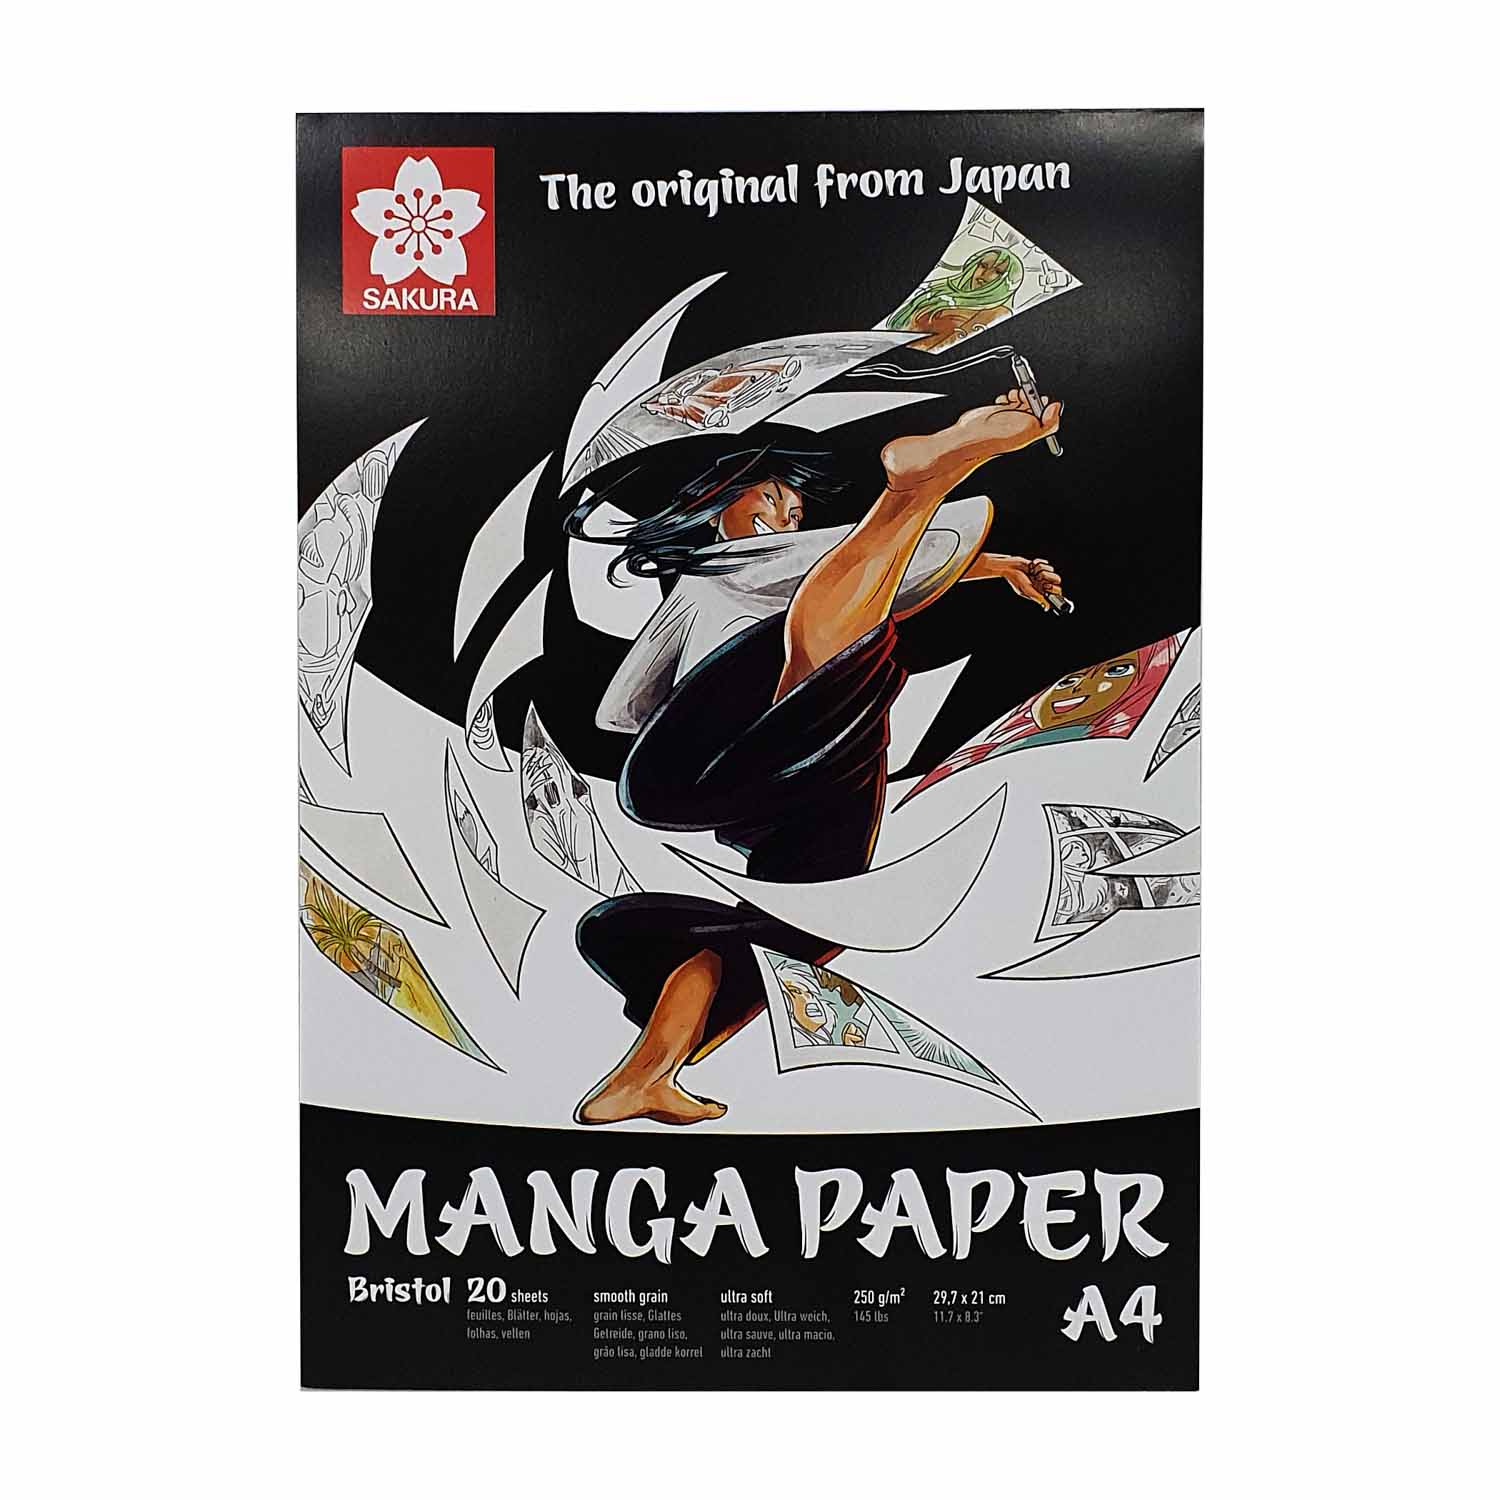 The original from Japan
SAKURA
MANGA PAPER
Bristol 20 sheets
feuilles, Blätter, hojas,
folhas, vellen
smooth grain
grain lisse, Glattes
Getreide, grano liso,
grão lisa, gladde korrel
ultra soft
ultra doux, Ultra weich,
ultra sauve, ultra macio,
ultra zacht
250 g/m²
145 lbs
29,7 x 21 cm
11.7 x 8.3"
A4